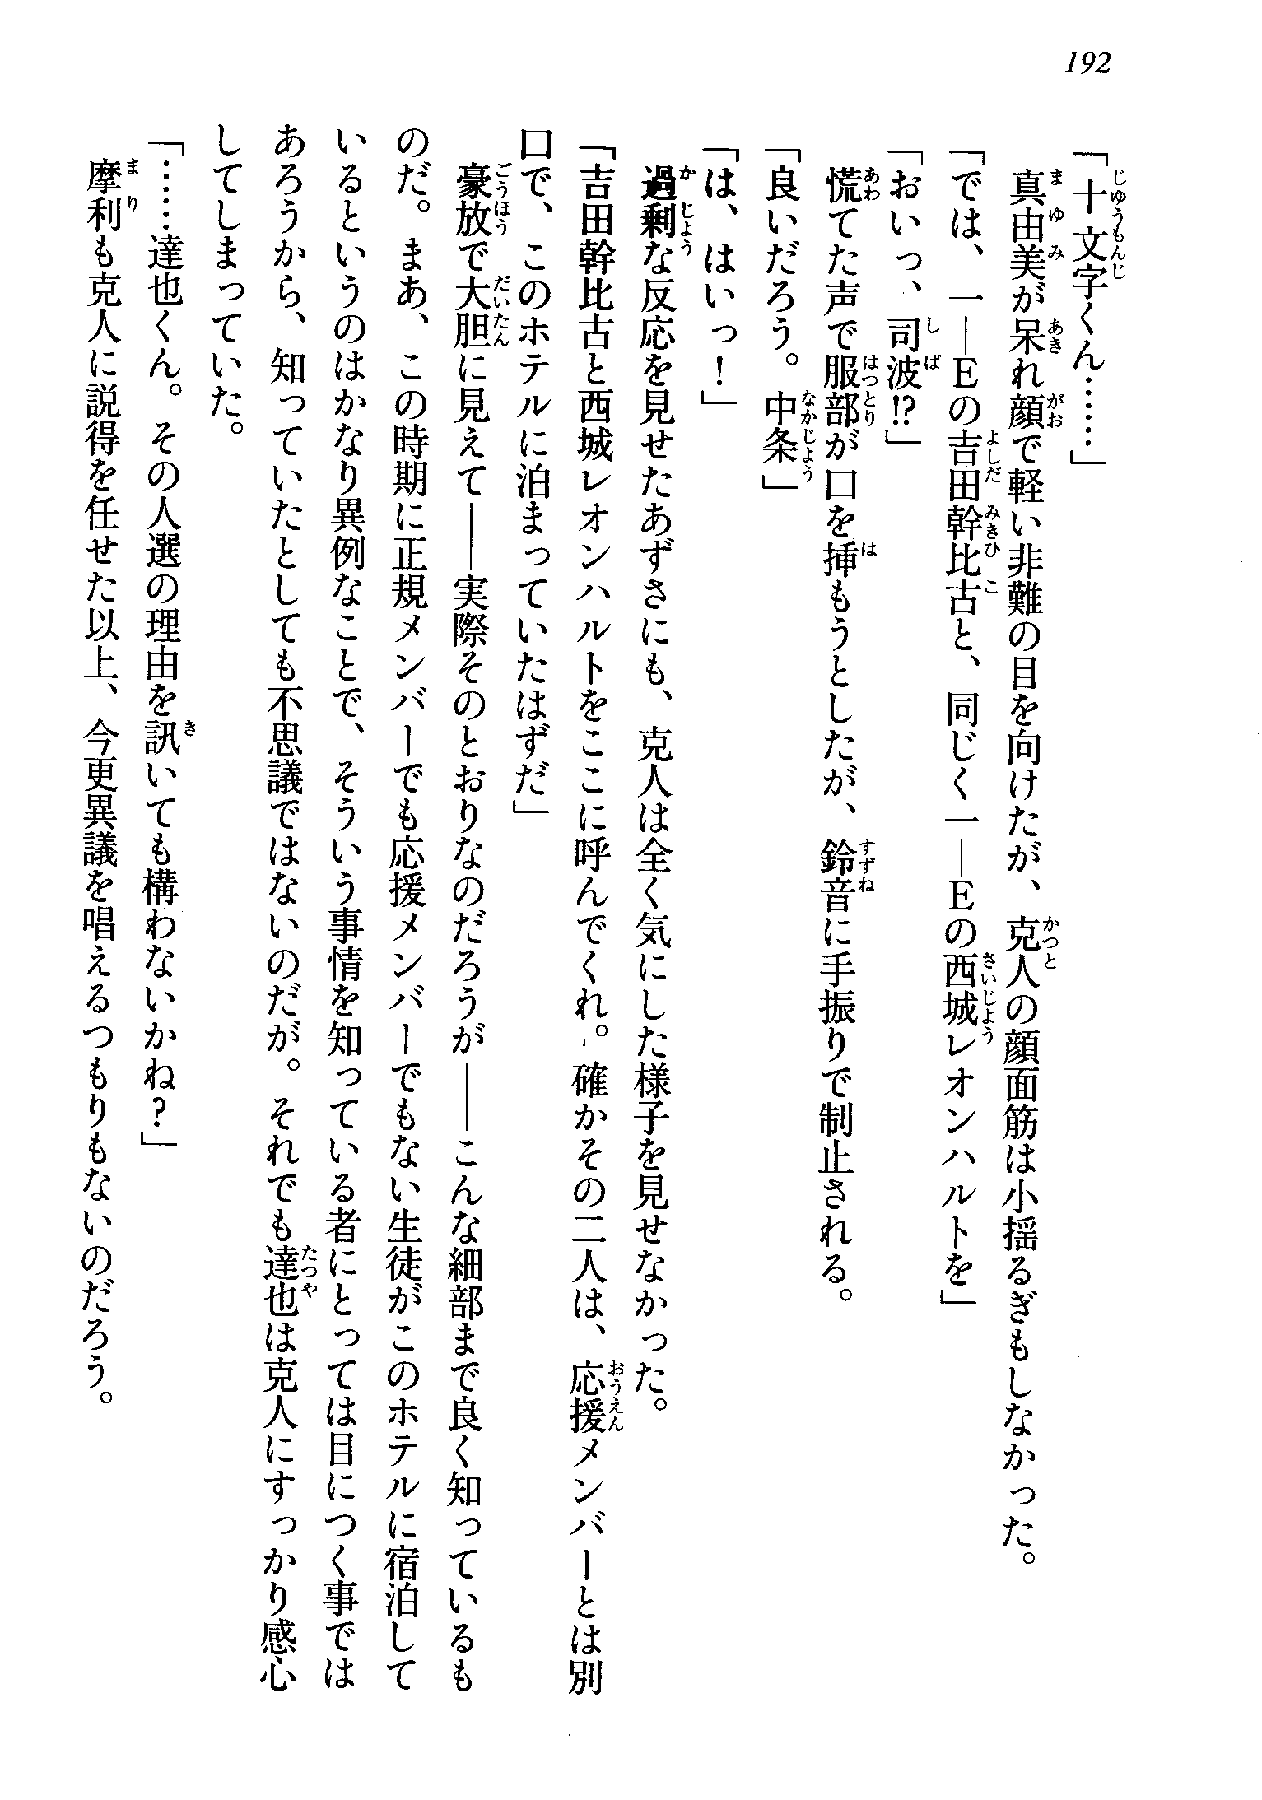 192
「十文字くん……」
真由美が呆れ顔で軽い非難の目を向けたが、克人の顔面筋は小揺るぎもしなかった。
「では、一―Eの吉田幹比古と、同じく一―Eの西城レオンハルトを」
「おいっ、司波!?」
慌てた声で服部が口を挿もうとしたが、鈴音に手振りで制止される。
「良いだろう。中条」
「は、はいっ！」
過剰な反応を見せたあずさにも、克人は全く気にした様子を見せなかった。
「吉田幹比古と西城レオンハルトをここに呼んでくれ。確かその二人は、応援メンバーとは別
口で、このホテルに泊まっていたはずだ」
豪放で大胆に見えて――実際そのとおりなのだろうが――こんな細部まで良く知っているも
のだ。まあ、この時期に正規メンバーでも応援メンバーでもない生徒がこのホテルに宿泊して
いるというのはかなり異例なことで、そういう事情を知っている者にとっては目につく事では
あろうから、知っていたとしても不思議ではないのだが。それでも達也は克人にすっかり感心
してしまっていた。
「……達也くん。その人選の理由を訊いても構わないかね？」
摩利も克人に説得を任せた以上、今更異議を唱えるつもりもないのだろう。